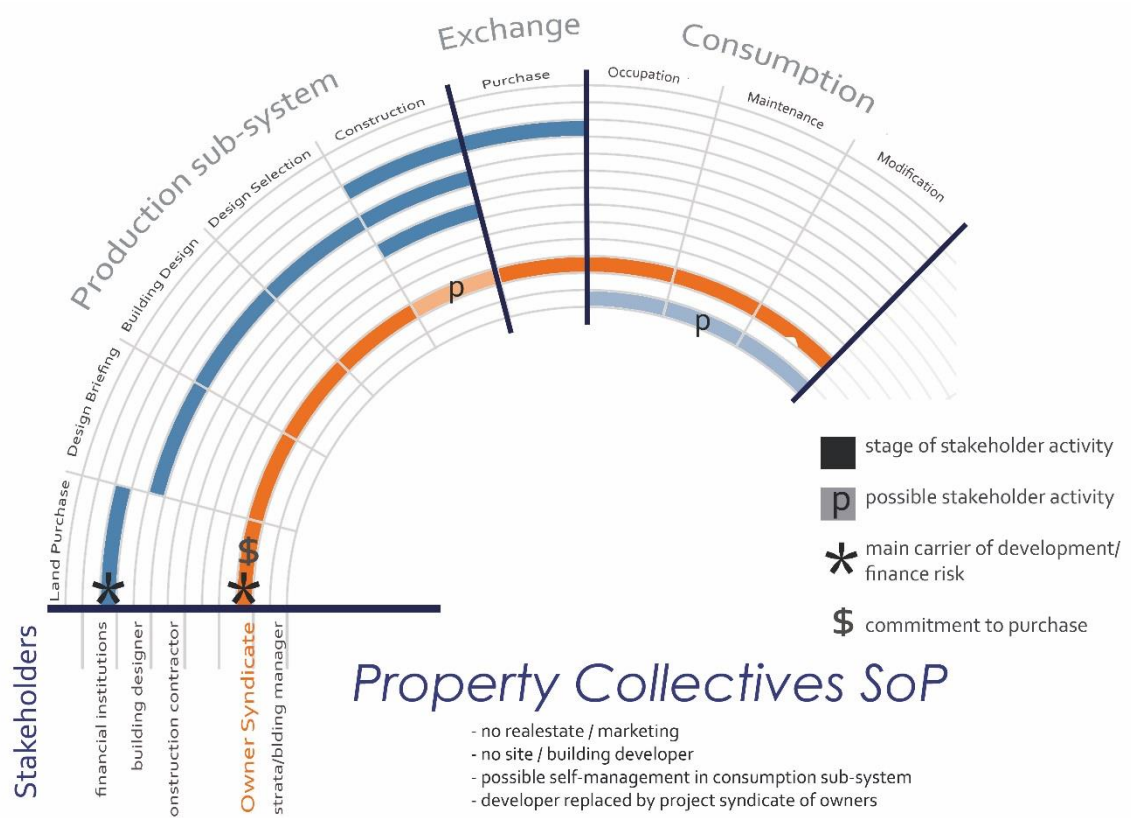 Exchange
Consumption
Production sub-system
Land Purchase
Design Briefing
Building Design
Design Selection
Construction
Purchase
Occupation
Maintenance
Modification
p
p
$
*
*
stage of stakeholder activity
p
possible stakeholder activity
*
main carrier of development/
finance risk
$
commitment to purchase
Stakeholders
financial institutions
building designer
onstruction contractor
Owner Syndicate
strata/blding manager
Property Collectives SoP
- no realestate / marketing
- no site / building developer
- possible self-management in consumption sub-system
- developer replaced by project syndicate of owners